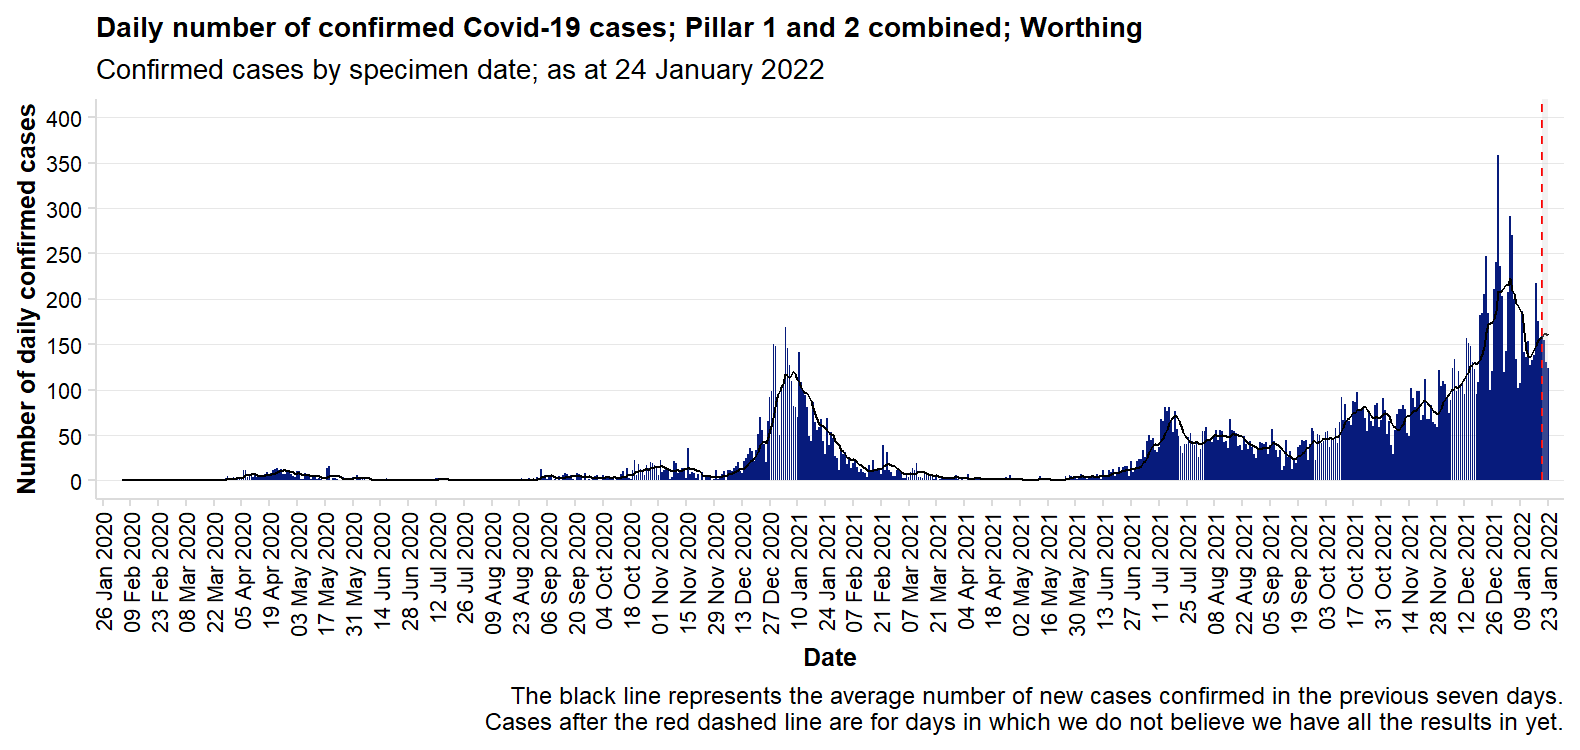 Daily number of confirmed Covid-19 cases; Pillar 1 and 2 combined; Worthing
Confirmed cases by specimen date; as at 24 January 2022
Number of daily confirmed cases
400
350
300
250
200
150
100
50
0
26 Jan 2020
09 Feb 2020
23 Feb 2020
08 Mar 2020
22 Mar 2020
05 Apr 2020
19 Apr 2020
03 May 2020
17 May 2020
31 May 2020
14 Jun 2020
28 Jun 2020
12 Jul 2020
26 Jul 2020
09 Aug 2020
23 Aug 2020
06 Sep 2020
20 Sep 2020
04 Oct 2020
18 Oct 2020
01 Nov 2020
15 Nov 2020
29 Nov 2020
13 Dec 2020
27 Dec 2020
10 Jan 2021
24 Jan 2021
07 Feb 2021
21 Feb 2021
07 Mar 2021
21 Mar 2021
04 Apr 2021
18 Apr 2021
02 May 2021
16 May 2021
30 May 2021
13 Jun 2021
27 Jun 2021
11 Jul 2021
25 Jul 2021
08 Aug 2021
22 Aug 2021
05 Sep 2021
19 Sep 2021
03 Oct 2021
17 Oct 2021
31 Oct 2021
14 Nov 2021
28 Nov 2021
12 Dec 2021
26 Dec 2021
09 Jan 2022
23 Jan 2022
Date
The black line represents the average number of new cases confirmed in the previous seven days.
Cases after the red dashed line are for days in which we do not believe we have all the results in yet.